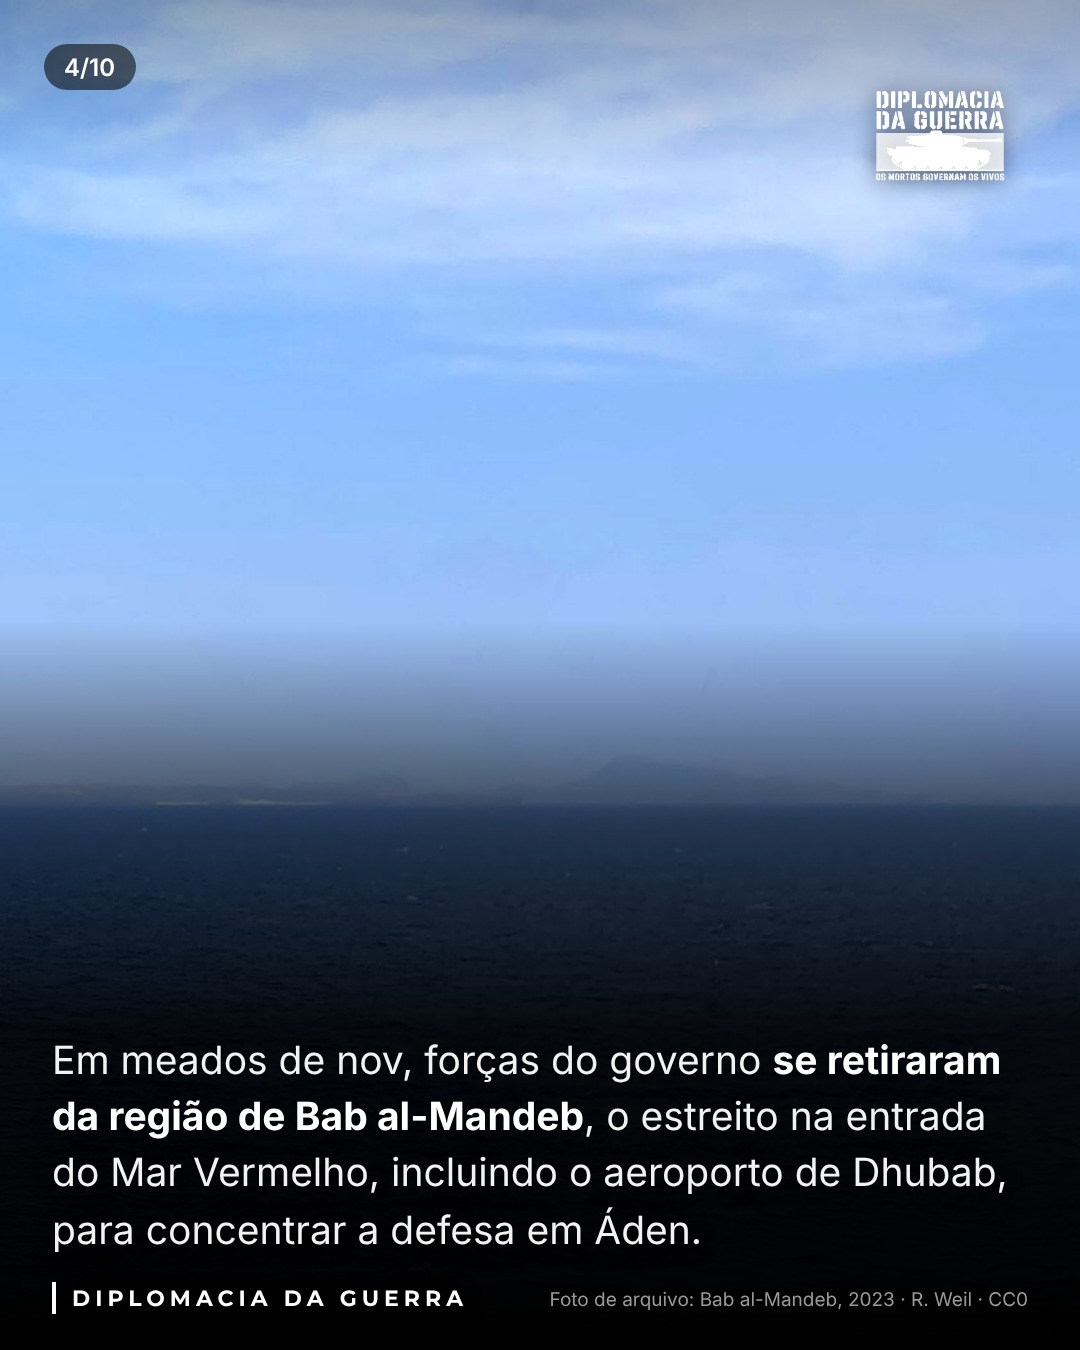 4/10
DIPLOMACIA
DA GUERRA
OS MORTOS GOVERNAM OS VIVOS
Em meados de nov, forças do governo se retiraram
da região de Bab al-Mandeb, o estreito na entrada
do Mar Vermelho, incluindo o aeroporto de Dhubab,
para concentrar a defesa em Áden.
DIPLOMACIA DA GUERRA
Foto de arquivo: Bab al-Mandeb, 2023 · R. Weil · CC0